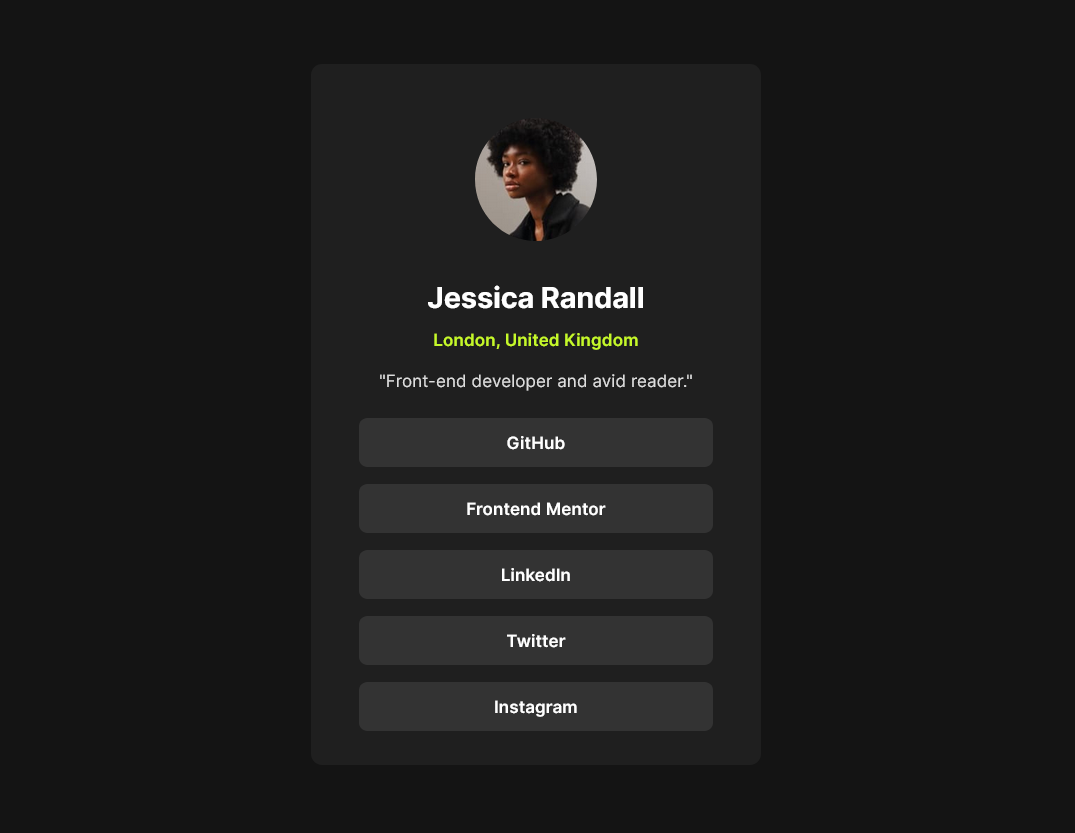 Jessica Randall
London, United Kingdom
"Front-end developer and avid reader."
GitHub
Frontend Mentor
LinkedIn
Twitter
Instagram